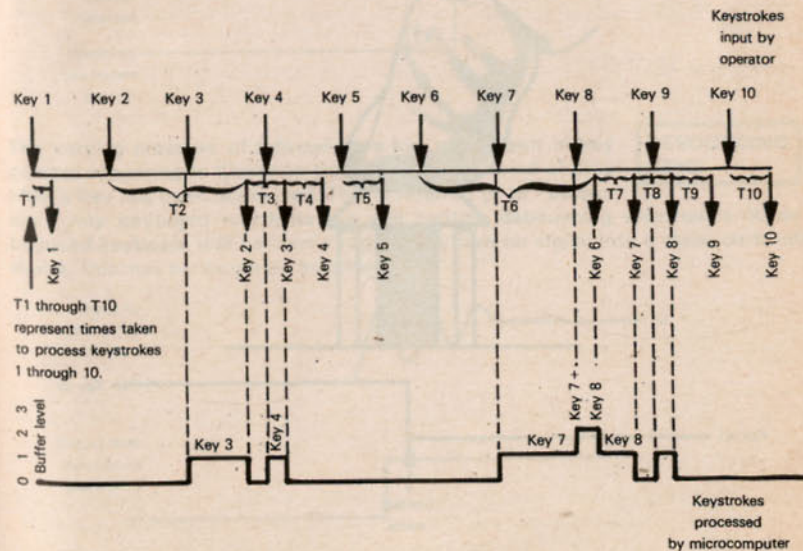 Keystrokes
input by
operator
Key 1 Key 2 Key 3 Key 4 Key 5 Key 6 Key 7 Key 8 Key 9 Key 10
T1 T2 T3 T4 T5 T6 T7 T8 T9 T10
Key 1 Key 2 Key 3 Key 4 Key 5 Key 6 Key 7 Key 8 Key 9 Key 10
T1 through T10
represent times taken
to process keystrokes
1 through 10.
0 1 2 3
Buffer level
Key 3
Key 4
Key 7
Key 7 +
Key 8
Key 8
Keystrokes
processed
by microcomputer